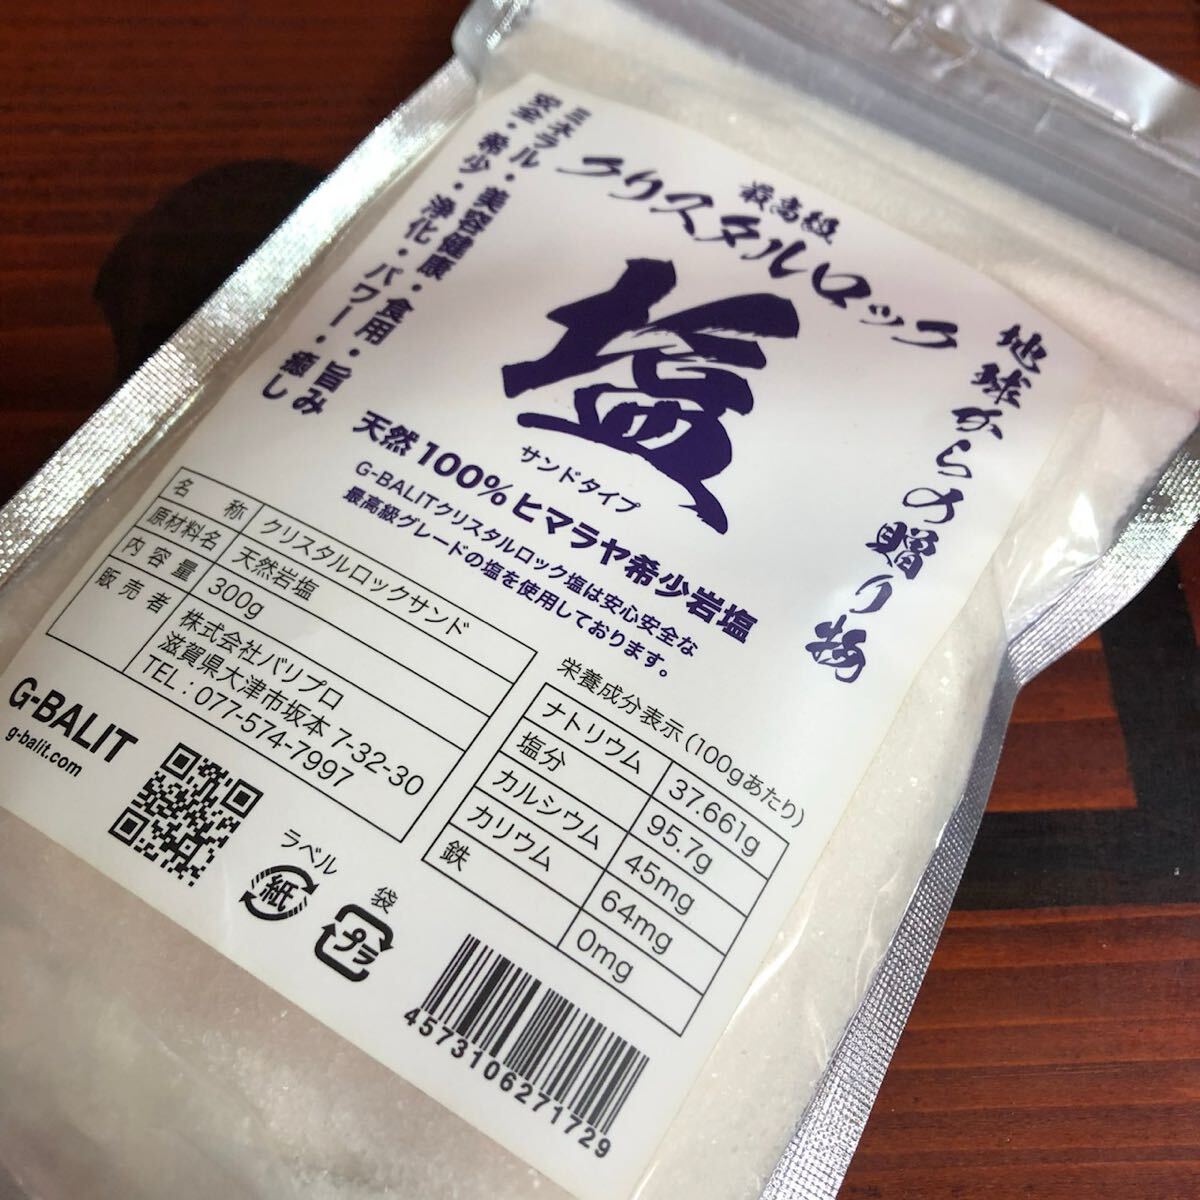 最高級
クリスタルロック
塩
サンドタイプ
地球からの贈り物
ミネラル・美容健康・食用・旨み
安全・希少・浄化・パワー・癒し
天然100%ヒマラヤ希少岩塩
G-BALITクリスタルロック塩は安心安全な
最高級グレードの塩を使用しております。
名称 クリスタルロックサンド
原材料名 天然岩塩
内容量 300g
販売者 株式会社バリプロ
滋賀県大津市坂本7-32-30
TEL:077-574-7997
G-BALIT
g-balit.com
栄養成分表示(100gあたり)
ナトリウム 37.661g
塩分 95.7g
カルシウム 45mg
カリウム 64mg
鉄 0mg
ラベル
紙
袋
プラ
4573106271729